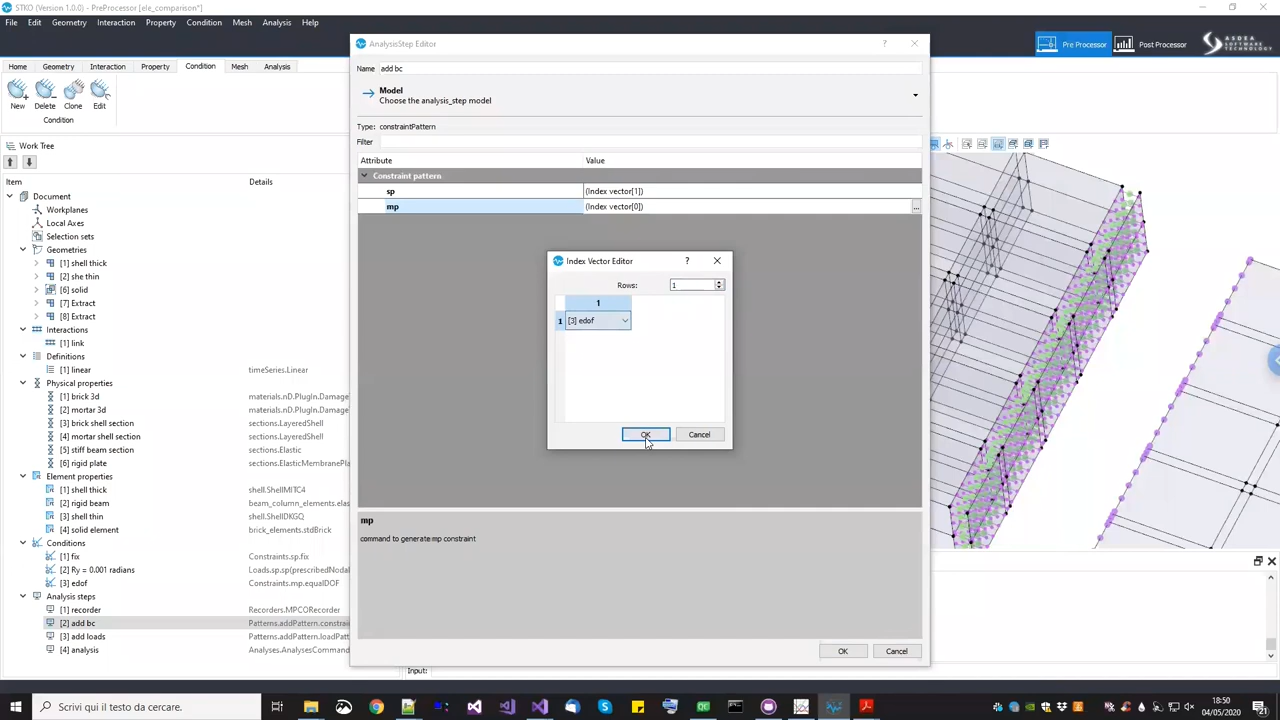 STKO (Version 1.0.0) - PreProcessor [ele_comparison*]
File Edit Geometry Interaction Property Condition Mesh Analysis Help
AnalysisStep Editor
?
Pre Processor
Post Processor
ASDEA
SOFTWARE
TECHNOLOGY
Home Geometry Interaction Property Condition Mesh Analysis
Name add bc
New Delete Clone Edit
Condition
Model
Choose the analysis_step model
Type: constraintPattern
Filter
Work Tree
Attribute Value
Constraint pattern
sp (Index vector[1])
mp (Index vector[0]) ...
Item Details
Document
Workplanes
Local Axes
Selection sets
Geometries
[1] shell thick
[2] she thin
[6] solid
[7] Extract
[8] Extract
Interactions
[1] link
Definitions
[1] linear timeSeries.Linear
Physical properties
[1] brick 3d materials.nD.PlugIn.Damage
[2] mortar 3d materials.nD.PlugIn.Damage
[3] brick shell section sections.LayeredShell
[4] mortar shell section sections.LayeredShell
[5] stiff beam section sections.Elastic
[6] rigid plate sections.ElasticMembranePla
Element properties
[1] shell thick shell.ShellMITC4
[2] rigid beam beam_column_elements.elas
[3] shell thin shell.ShellDKGQ
[4] solid element brick_elements.stdBrick
Conditions
[1] fix Constraints.sp.fix
[2] Ry = 0.001 radians Loads.sp.sp(prescribedNodal
[3] edof Constraints.mp.equalDOF
Analysis steps
[1] recorder Recorders.MPCORecorder
[2] add bc Patterns.addPattern.constrai
[3] add loads Patterns.addPattern.loadPatt
[4] analysis Analyses.AnalysesCommand
Index Vector Editor ?
Rows: 1
1
1 [3] edof
OK Cancel
mp
command to generate mp constraint
OK Cancel
Input:
Scrivi qui il testo da cercare.
18:50
04/05/2020